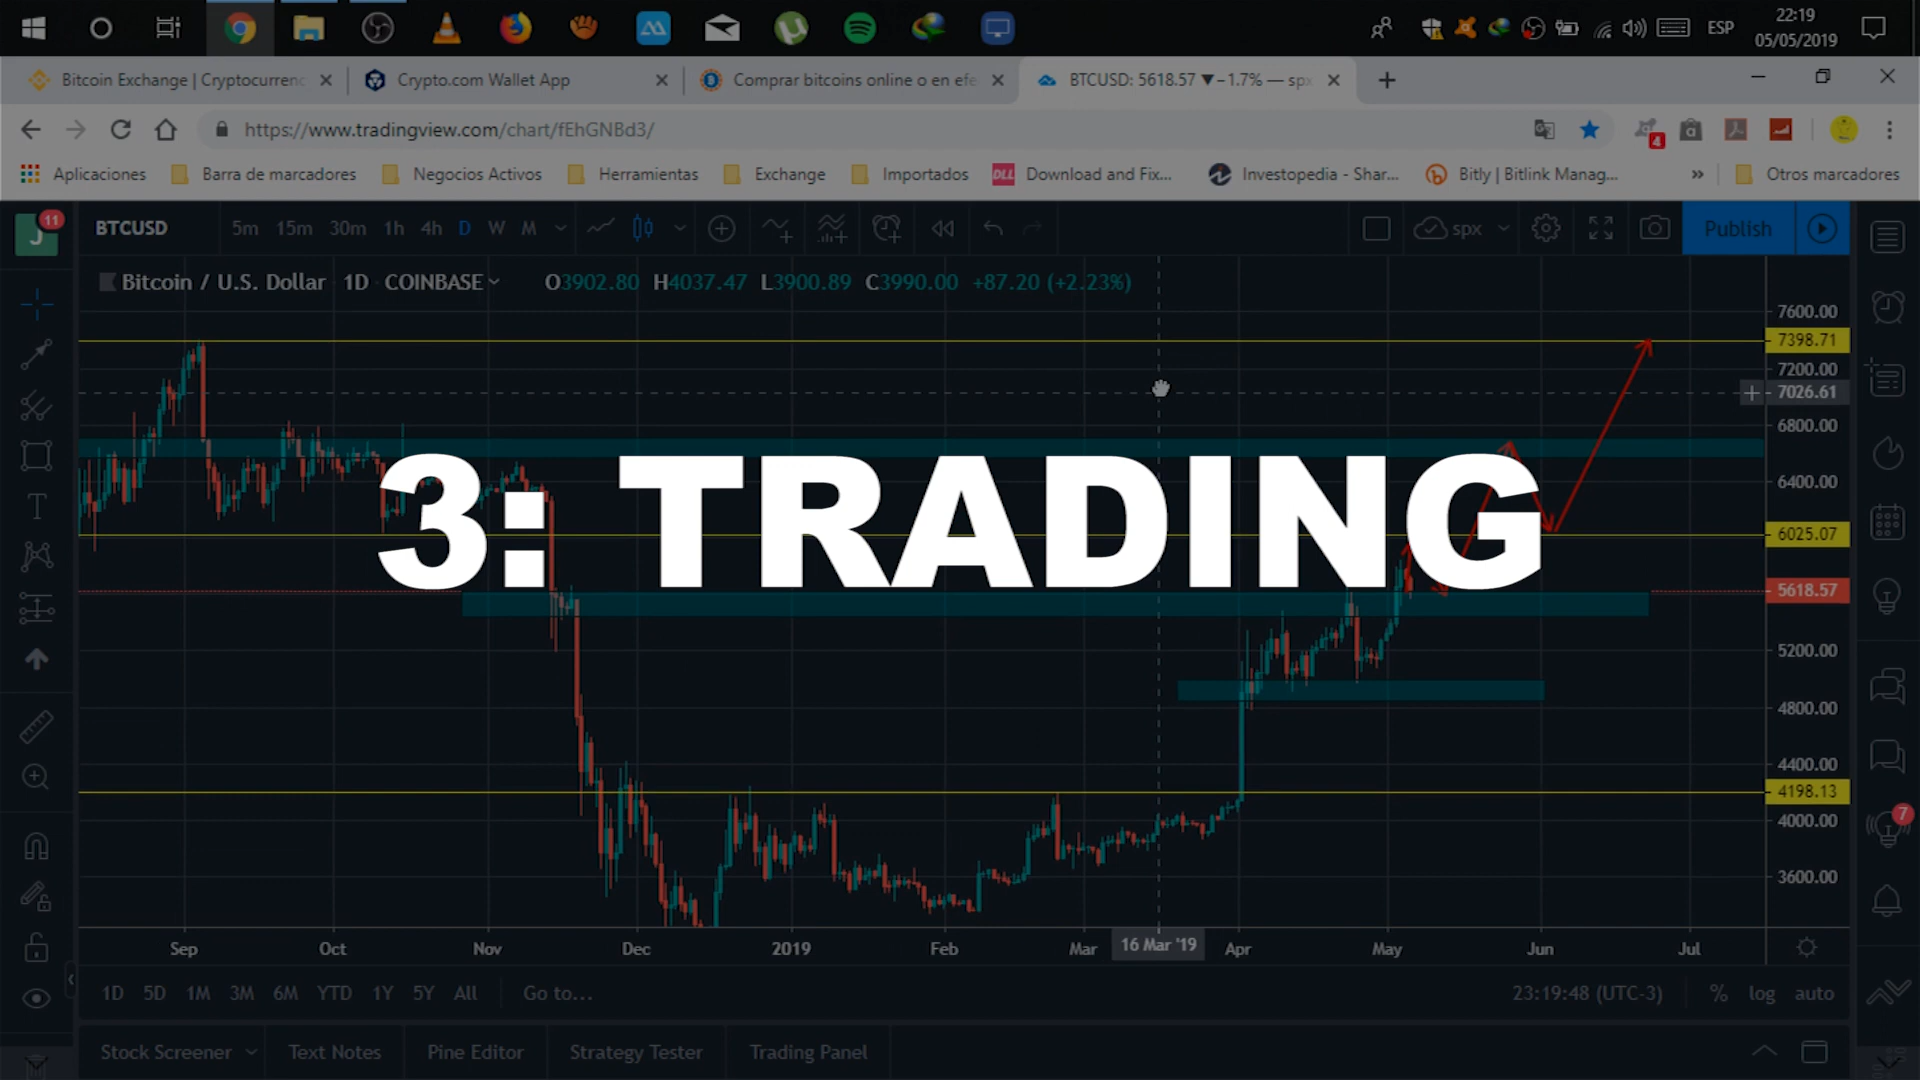 22:19
ESP
05/05/2019
Bitcoin Exchange | Cryptocurrenc
Crypto.com Wallet App
Comprar bitcoins online o en efe
BTCUSD: 5618.57 ▼ −1.7% — spx
https://www.tradingview.com/chart/fEhGNBd3/
4
Aplicaciones
Barra de marcadores
Negocios Activos
Herramientas
Exchange
Importados
DLL
Download and Fix...
Investopedia - Shar...
Bitly | Bitlink Manag...
»
Otros marcadores
J
11
BTCUSD
5m 15m 30m 1h 4h D W M
spx
Publish
Bitcoin / U.S. Dollar 1D COINBASE
O3902.80 H4037.47 L3900.89 C3990.00 +87.20 (+2.23%)
7600.00
7398.71
7200.00
7026.61
6800.00
6400.00
6025.07
5618.57
5200.00
4800.00
4400.00
4198.13
4000.00
3600.00
7
3: TRADING
Sep Oct Nov Dec 2019 Feb Mar 16 Mar '19 Apr May Jun Jul
1D 5D 1M 3M 6M YTD 1Y 5Y All Go to...
23:19:48 (UTC-3) % log auto
Stock Screener Text Notes Pine Editor Strategy Tester Trading Panel